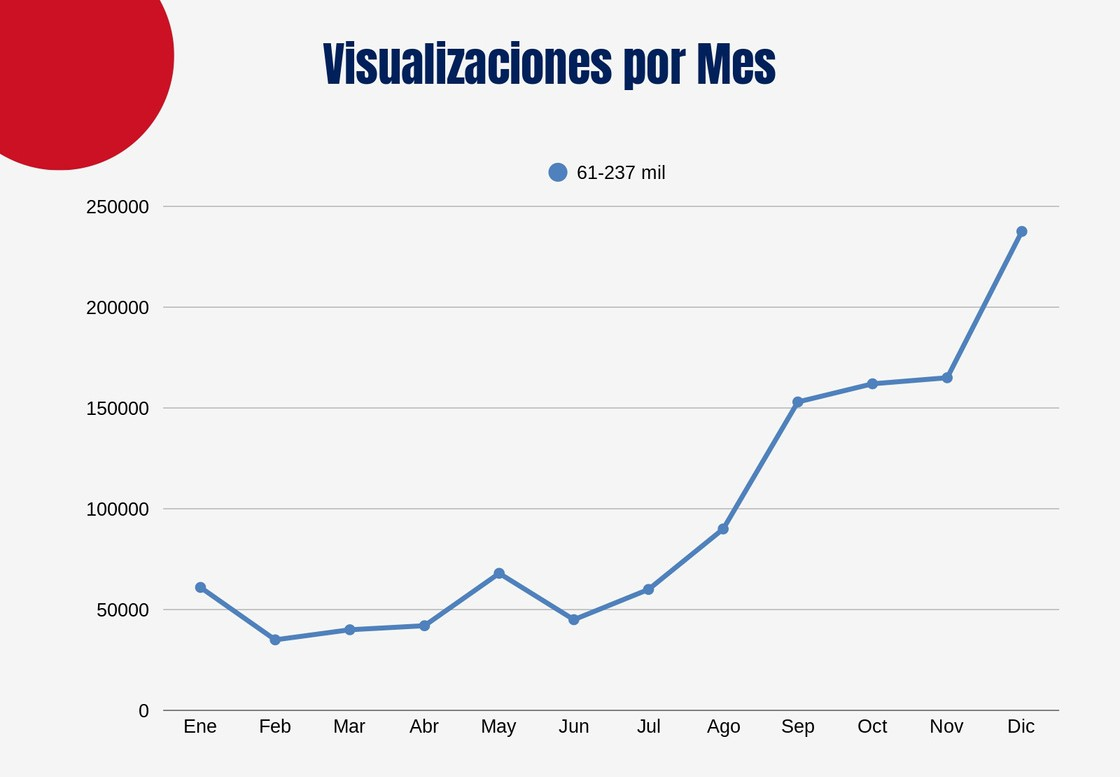 Visualizaciones por Mes
61-237 mil
250000
200000
150000
100000
50000
0
Ene Feb Mar Abr May Jun Jul Ago Sep Oct Nov Dic